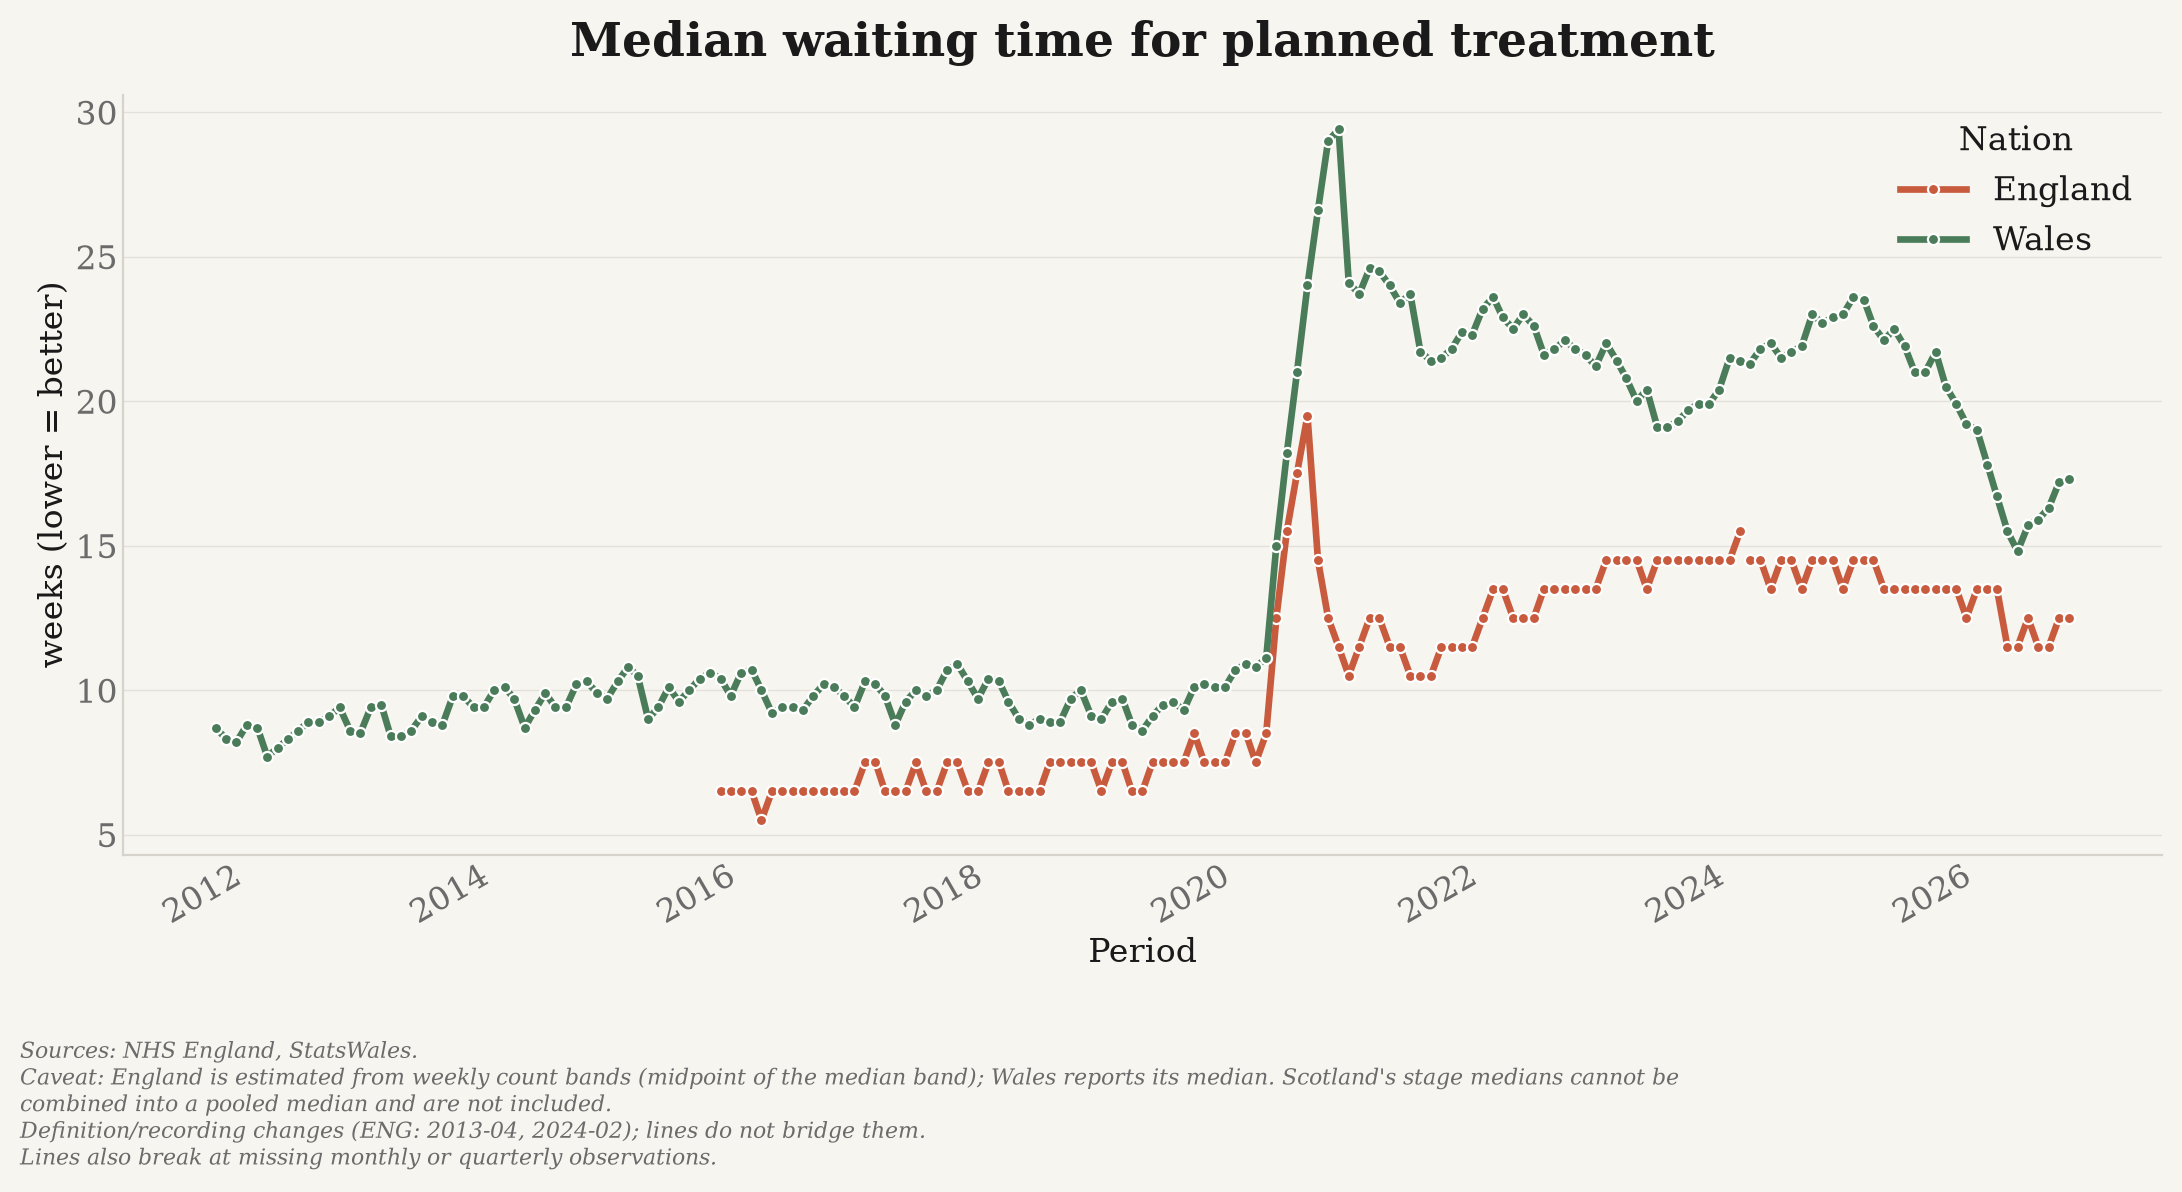 Median waiting time for planned treatment
30
25
20
15
10
5
weeks (lower = better)
Nation
England
Wales
2012
2014
2016
2018
2020
2022
2024
2026
Period
Sources: NHS England, StatsWales.
Caveat: England is estimated from weekly count bands (midpoint of the median band); Wales reports its median. Scotland's stage medians cannot be
combined into a pooled median and are not included.
Definition/recording changes (ENG: 2013-04, 2024-02); lines do not bridge them.
Lines also break at missing monthly or quarterly observations.